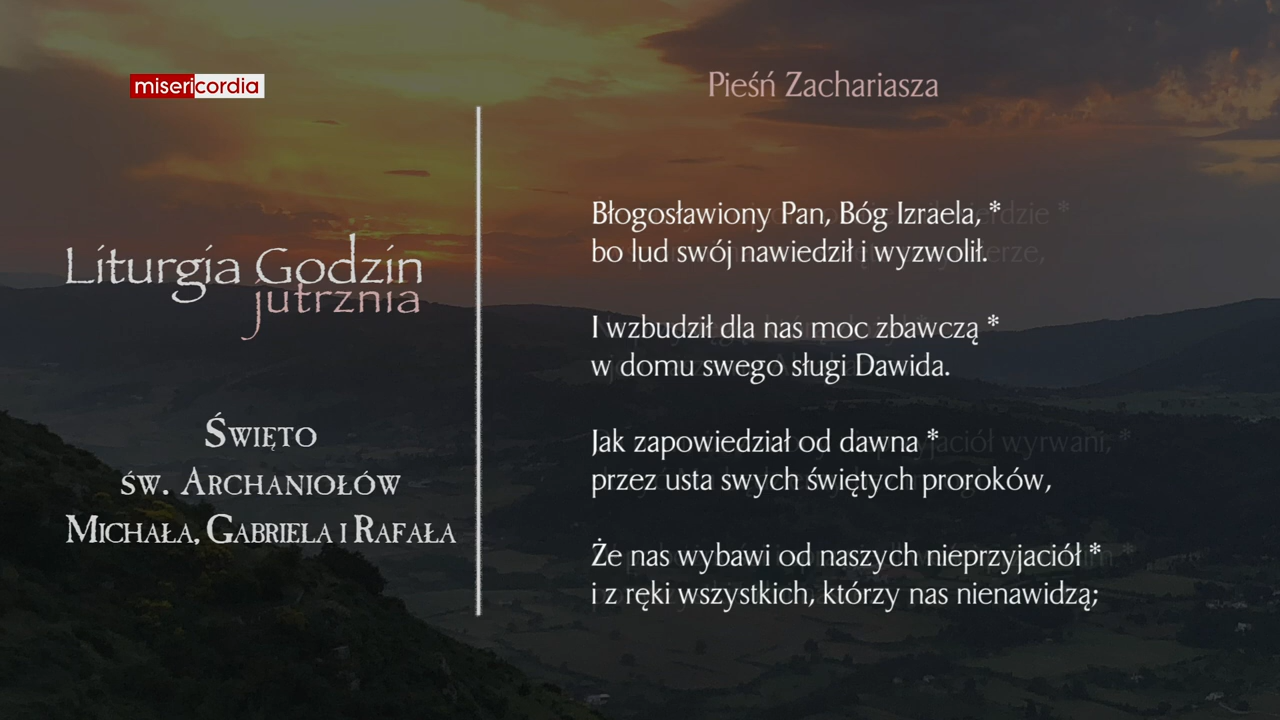 misericordia
Liturgia Godzin
jutrznia
Święto
św. Archaniołów
Michała, Gabriela i Rafała
Pieśń Zachariasza
Błogosławiony Pan, Bóg Izraela, *
bo lud swój nawiedził i wyzwolił.
I wzbudził dla nas moc zbawczą *
w domu swego sługi Dawida.
Jak zapowiedział od dawna *
przez usta swych świętych proroków,
Że nas wybawi od naszych nieprzyjaciół *
i z ręki wszystkich, którzy nas nienawidzą;